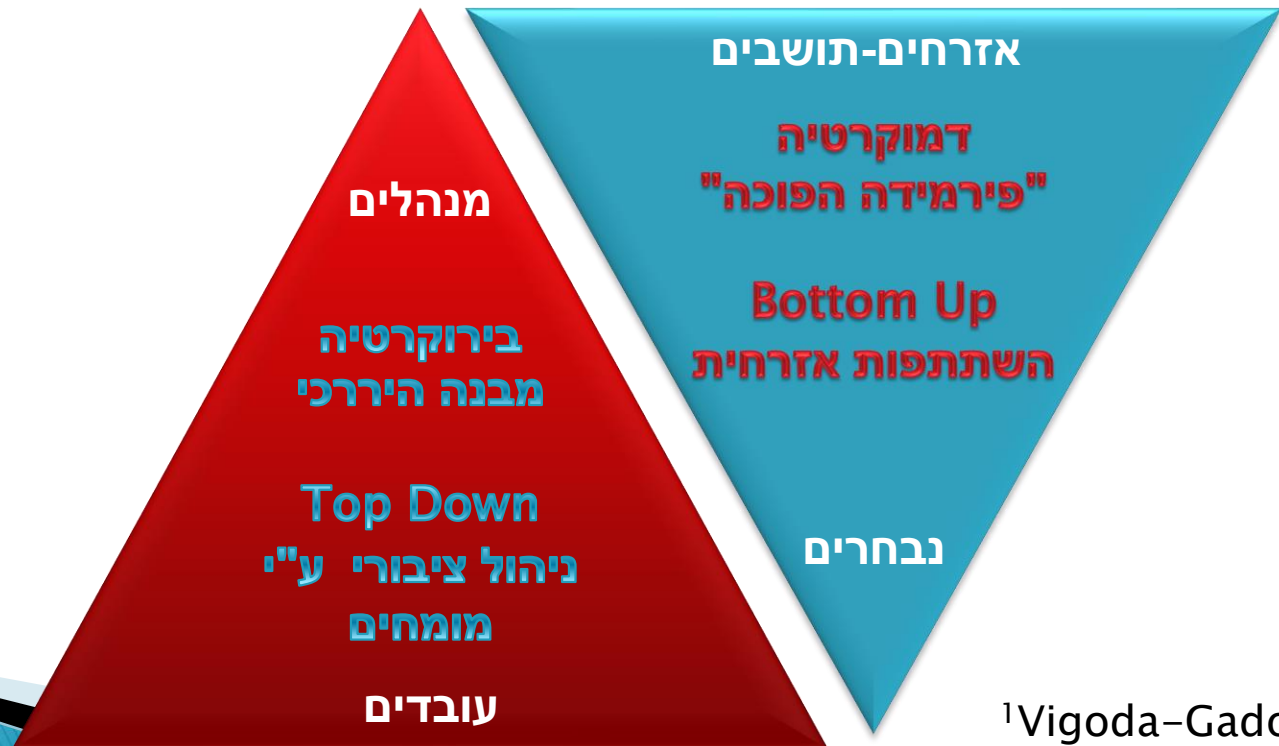 אזרחים-תושבים
דמוקרטיה
"פירמידה הפוכה"
Bottom Up
השתתפות אזרחית
נבחרים
מנהלים
בירוקרטיה
מבנה היררכי
Top Down
ניהול ציבורי ע"י
מומחים
עובדים
¹Vigoda-Gado